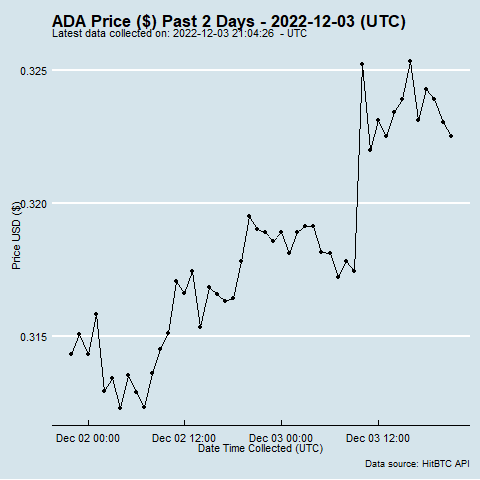 ADA Price ($) Past 2 Days - 2022-12-03 (UTC)
Latest data collected on: 2022-12-03 21:04:26  - UTC
0.325
0.320
0.315
Price USD ($)
Dec 02 00:00 Dec 02 12:00 Dec 03 00:00 Dec 03 12:00
Date Time Collected (UTC)
Data source: HitBTC API